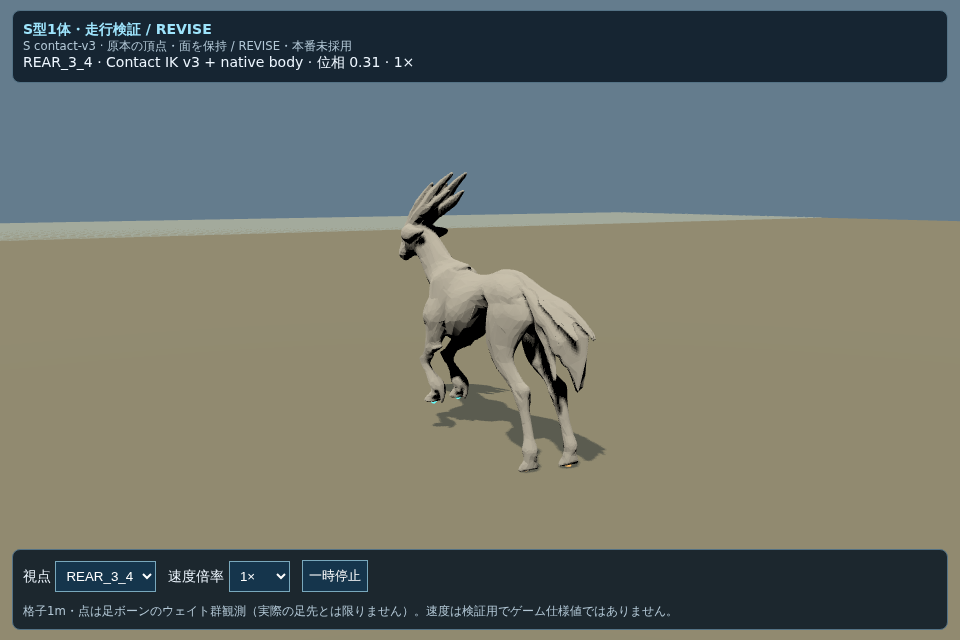 S型1体・走行検証 / REVISE
S contact-v3 · 原本の頂点・面を保持 / REVISE・本番未採用
REAR_3_4 · Contact IK v3 + native body · 位相 0.31 · 1×
視点 REAR_3_4 速度倍率 1× 一時停止
格子1m・点は足ボーンのウェイト群観測（実際の足先とは限りません）。速度は検証用でゲーム仕様値ではありません。